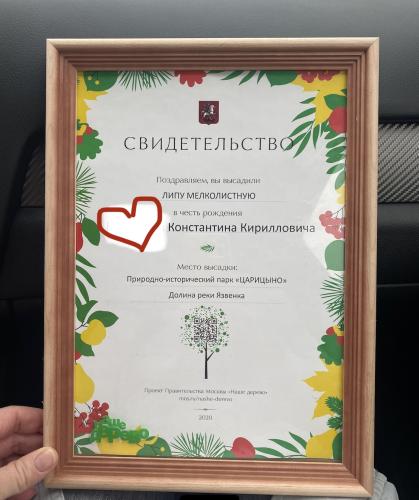 СВИДЕТЕЛЬСТВО
Поздравляем, вы высадили
ЛИПУ МЕЛКОЛИСТНУЮ
в честь рождения
Константина Кирилловича
Место высадки:
Природно-исторический парк «ЦАРИЦЫНО»
Долина реки Язвенка
Проект Правительства Москвы «Наше дерево»
mos.ru/nashe-derevo
2020